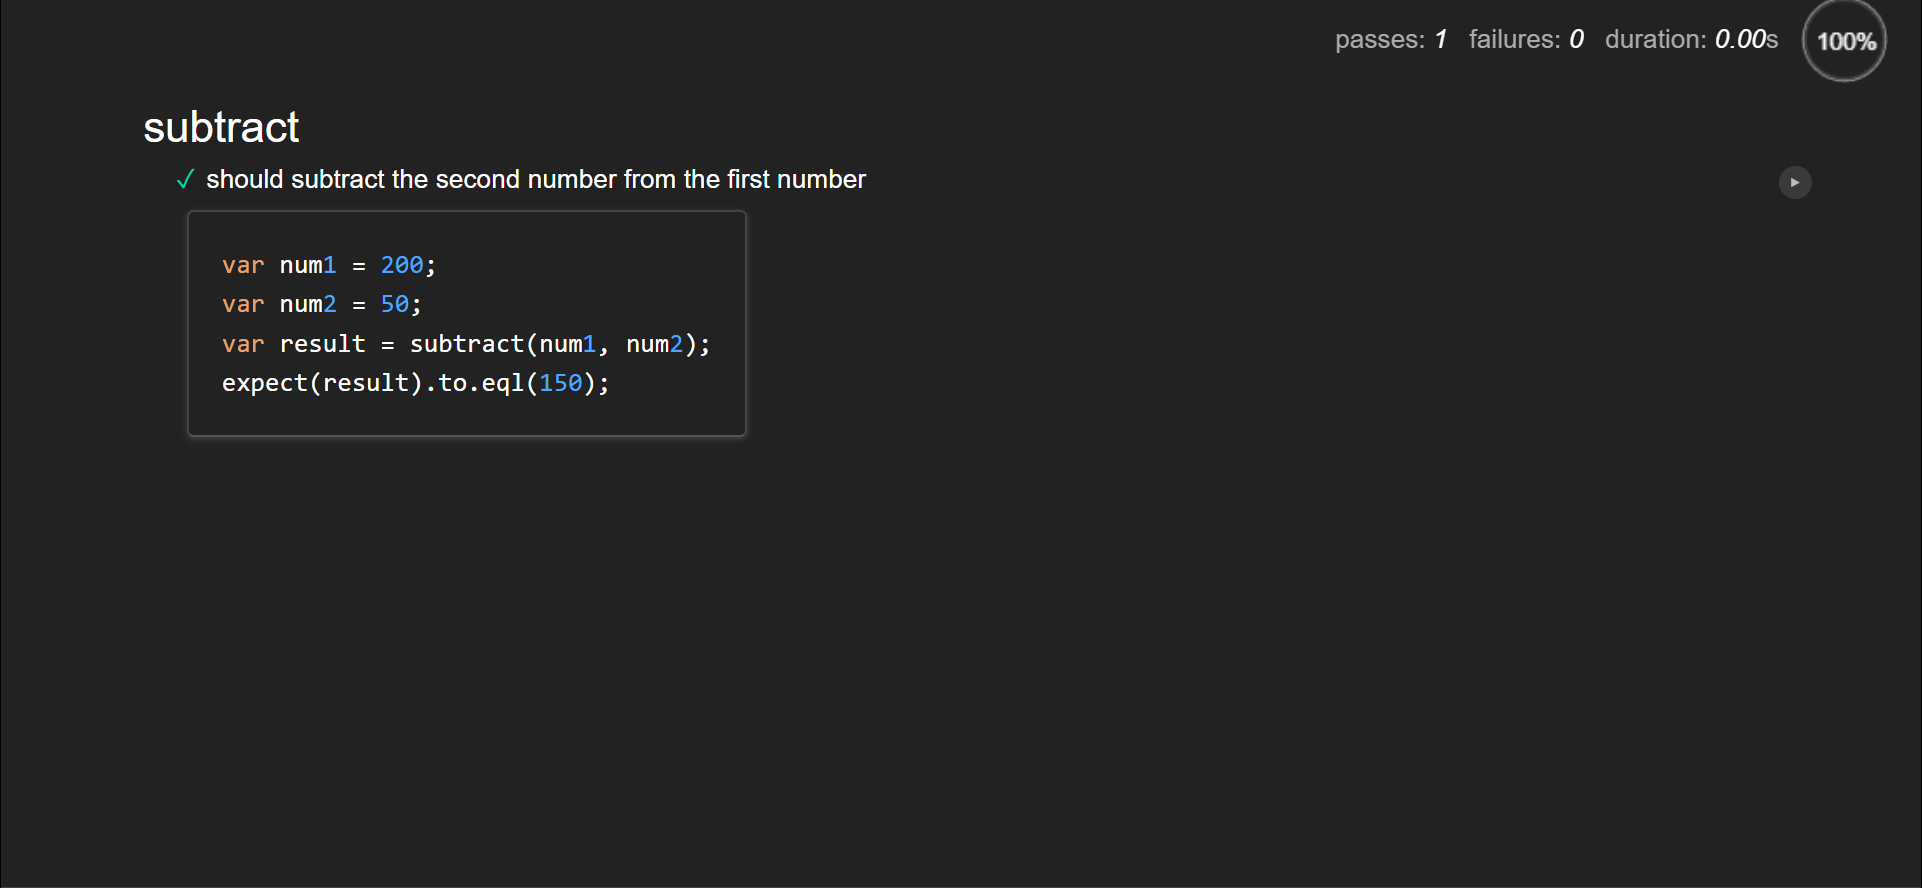 passes: 1 failures: 0 duration: 0.00s 100%
subtract
✓ should subtract the second number from the first number
var num1 = 200;
var num2 = 50;
var result = subtract(num1, num2);
expect(result).to.eql(150);